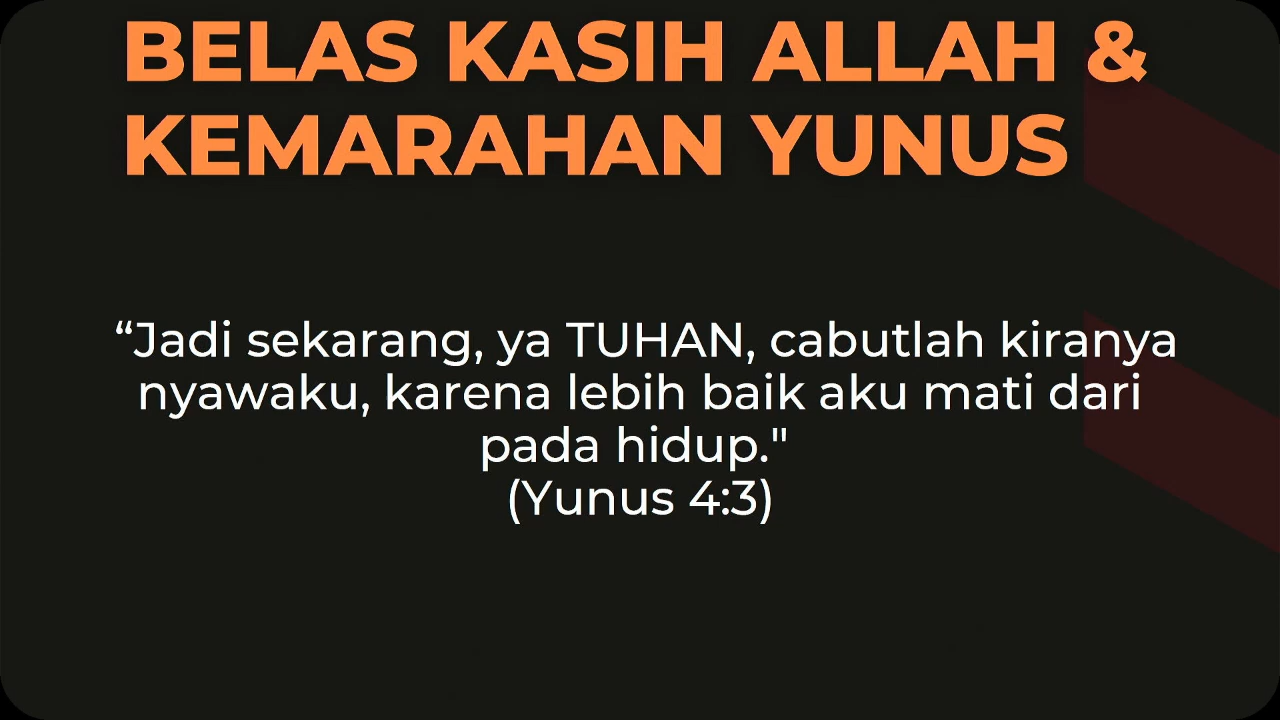 BELAS KASIH ALLAH &
KEMARAHAN YUNUS
“Jadi sekarang, ya TUHAN, cabutlah kiranya
nyawaku, karena lebih baik aku mati dari
pada hidup."
(Yunus 4:3)